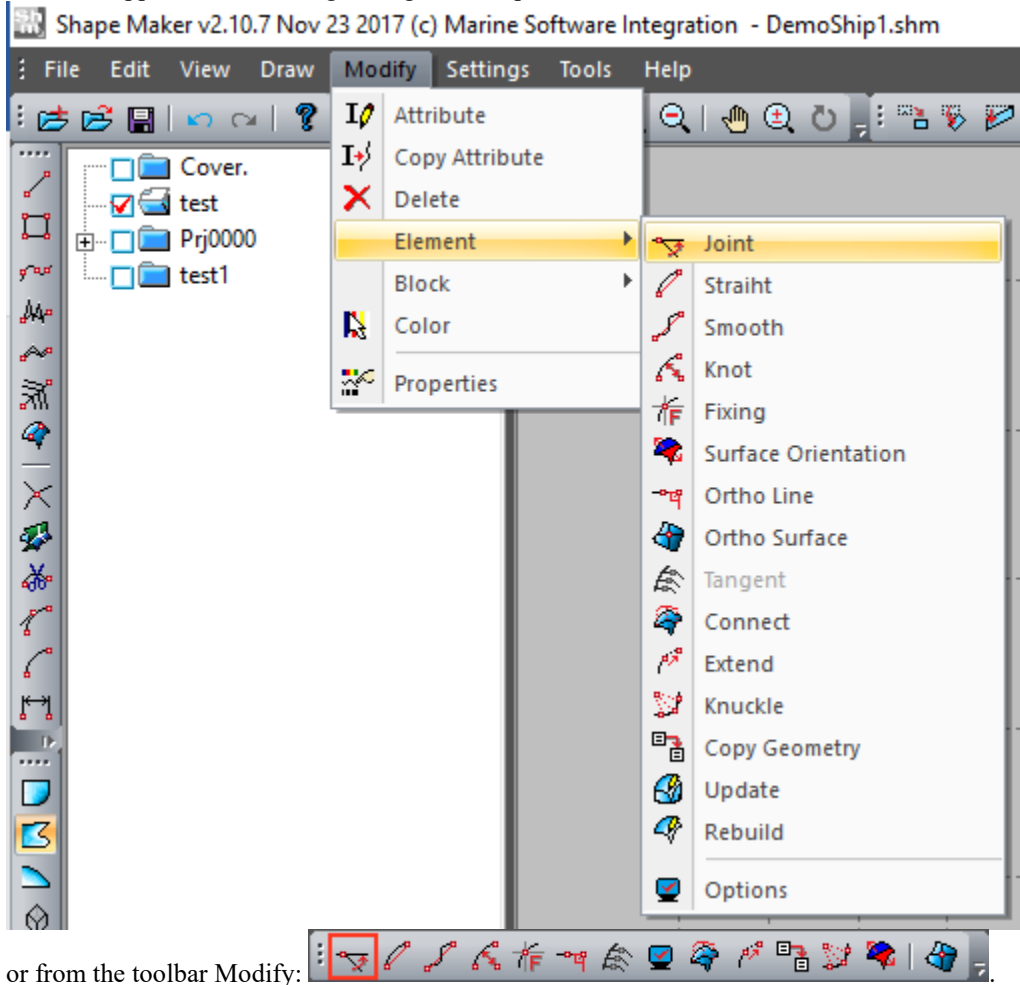 Shape Maker v2.10.7 Nov 23 2017 (c) Marine Software Integration - DemoShip1.shm
File Edit View Draw Modify Settings Tools Help
Attribute
Copy Attribute
Delete
Element
Block
Color
Properties
Cover.
test
Prj0000
test1
Joint
Straiht
Smooth
Knot
Fixing
Surface Orientation
Ortho Line
Ortho Surface
Tangent
Connect
Extend
Knuckle
Copy Geometry
Update
Rebuild
Options
or from the toolbar Modify: .